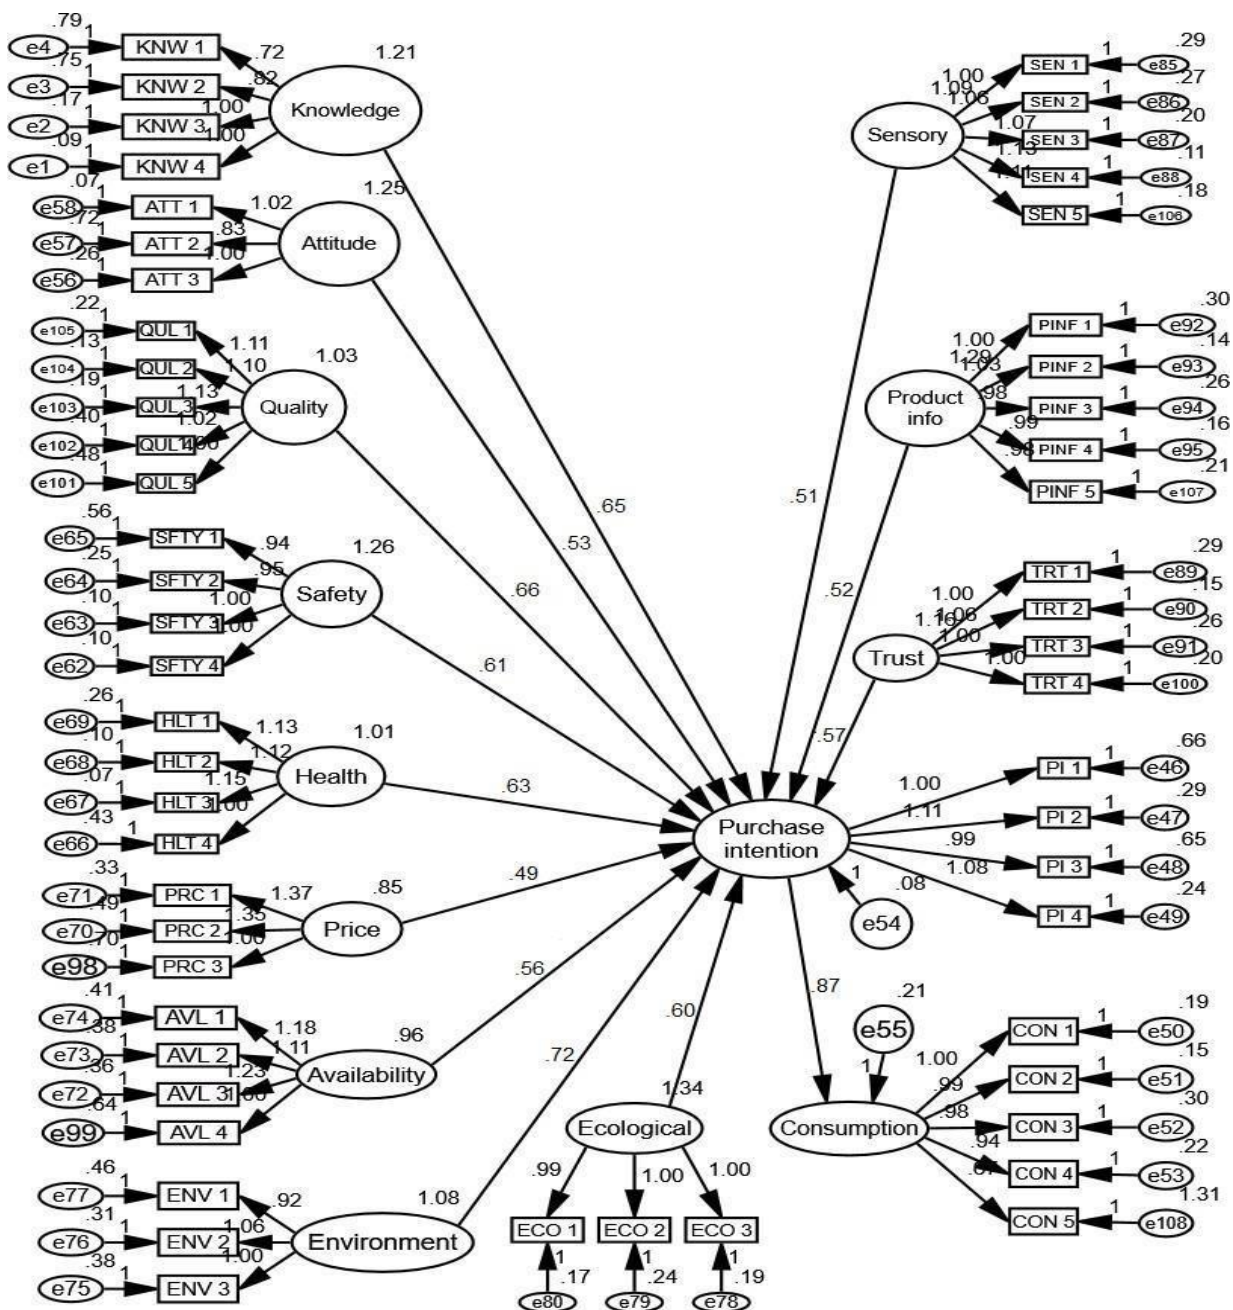 .79
1
e4
KNW 1
.72
1.21
.75
1
e3
KNW 2
.82
Knowledge
.17
1
e2
KNW 3
1.00
.09
1
e1
KNW 4
1.00
.07
1
e58
ATT 1
1.02
1.25
.72
1
e57
ATT 2
.83
Attitude
.26
1
e56
ATT 3
1.00
.22
1
e105
QUL 1
1.11
1.03
.13
1
e104
QUL 2
1.10
.19
1
e103
QUL 3
1.13
Quality
.40
1
e102
QUL 4
1.02
.48
1
e101
QUL 5
.56
1
e65
SFTY 1
.94
1.26
.25
1
e64
SFTY 2
.95
Safety
.10
1
e63
SFTY 3
1.00
.10
1
e62
SFTY 4
1.00
.26
1
e69
HLT 1
1.13
1.01
.10
1
e68
HLT 2
1.12
Health
.07
1
e67
HLT 3
1.15
.43
1
e66
HLT 4
1.00
.33
1
e71
PRC 1
1.37
.85
.49
1
e70
PRC 2
1.35
Price
.70
1
e98
PRC 3
1.00
.41
1
e74
AVL 1
1.18
.96
.38
1
e73
AVL 2
1.11
Availability
.36
1
e72
AVL 3
1.23
.64
1
e99
AVL 4
1.00
.46
1
e77
ENV 1
.92
1.08
.31
1
e76
ENV 2
1.06
Environment
.38
1
e75
ENV 3
1.00
.65
.53
.66
.61
.63
.49
.56
.72
.60
.51
.52
.57
.87
Sensory
1.00
SEN 1
1
.29
e85
1.09
1.06
SEN 2
1
.27
e86
1.07
SEN 3
1
.20
e87
1.13
SEN 4
1
.11
e88
1.11
SEN 5
1
.18
e106
Product
info
1.00
PINF 1
1
.30
e92
1.29
1.03
PINF 2
1
.14
e93
.98
PINF 3
1
.26
e94
.99
PINF 4
1
.16
e95
.98
PINF 5
1
.21
e107
Trust
1.16
1.00
TRT 1
1
.29
e89
1.06
TRT 2
1
.15
e90
1.00
TRT 3
1
.26
e91
1.00
TRT 4
1
.20
e100
Purchase
intention
1.00
PI 1
1
.66
e46
1.11
PI 2
1
.29
e47
.99
PI 3
1
.65
e48
1.08
PI 4
1
.24
e49
1
.08
e54
.21
e55
1
Consumption
1.00
CON 1
1
.19
e50
.99
CON 2
1
.15
e51
.98
CON 3
1
.30
e52
.94
CON 4
1
.22
e53
CON 5
1
1.31
e108
1.34
Ecological
.99
1.00
1.00
ECO 1
ECO 2
ECO 3
1
1
1
.17
.24
.19
e80
e79
e78